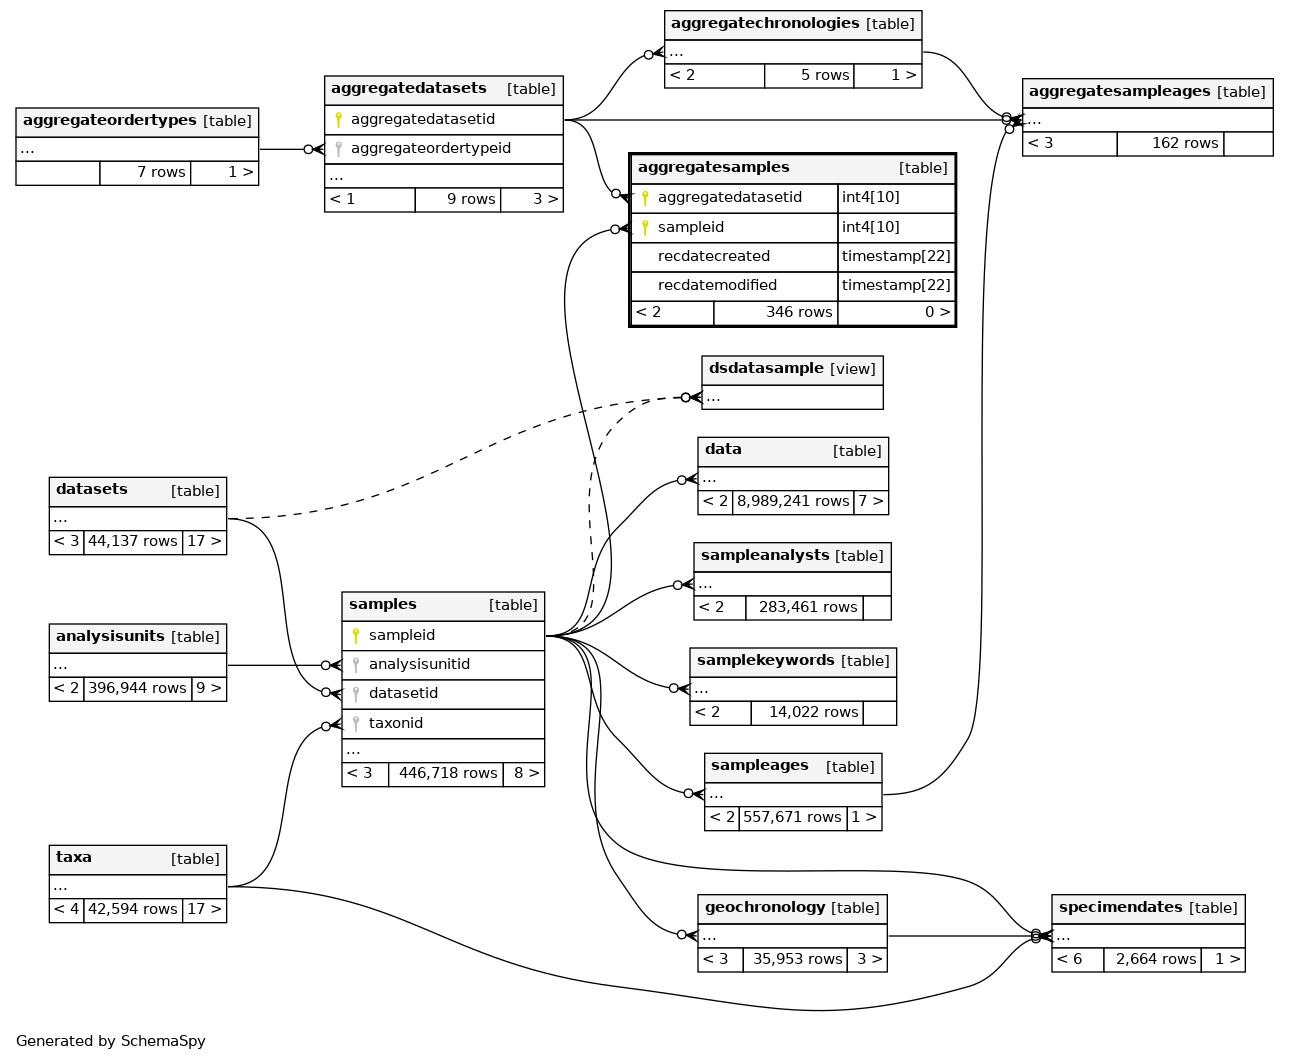 aggregatechronologies [table]
...
< 2 5 rows 1 >
aggregatedatasets [table]
aggregatedatasetid
aggregateordertypeid
...
< 1 9 rows 3 >
aggregatesampleages [table]
...
< 3 162 rows
aggregateordertypes [table]
...
7 rows 1 >
aggregatesamples [table]
aggregatedatasetid int4[10]
sampleid int4[10]
recdatecreated timestamp[22]
recdatemodified timestamp[22]
< 2 346 rows 0 >
dsdatasample [view]
...
data [table]
...
< 2 8,989,241 rows 7 >
datasets [table]
...
< 3 44,137 rows 17 >
sampleanalysts [table]
...
< 2 283,461 rows
samples [table]
sampleid
analysisunitid
datasetid
taxonid
...
< 3 446,718 rows 8 >
analysisunits [table]
...
< 2 396,944 rows 9 >
samplekeywords [table]
...
< 2 14,022 rows
sampleages [table]
...
< 2 557,671 rows 1 >
taxa [table]
...
< 4 42,594 rows 17 >
geochronology [table]
...
< 3 35,953 rows 3 >
specimendates [table]
...
< 6 2,664 rows 1 >
Generated by SchemaSpy